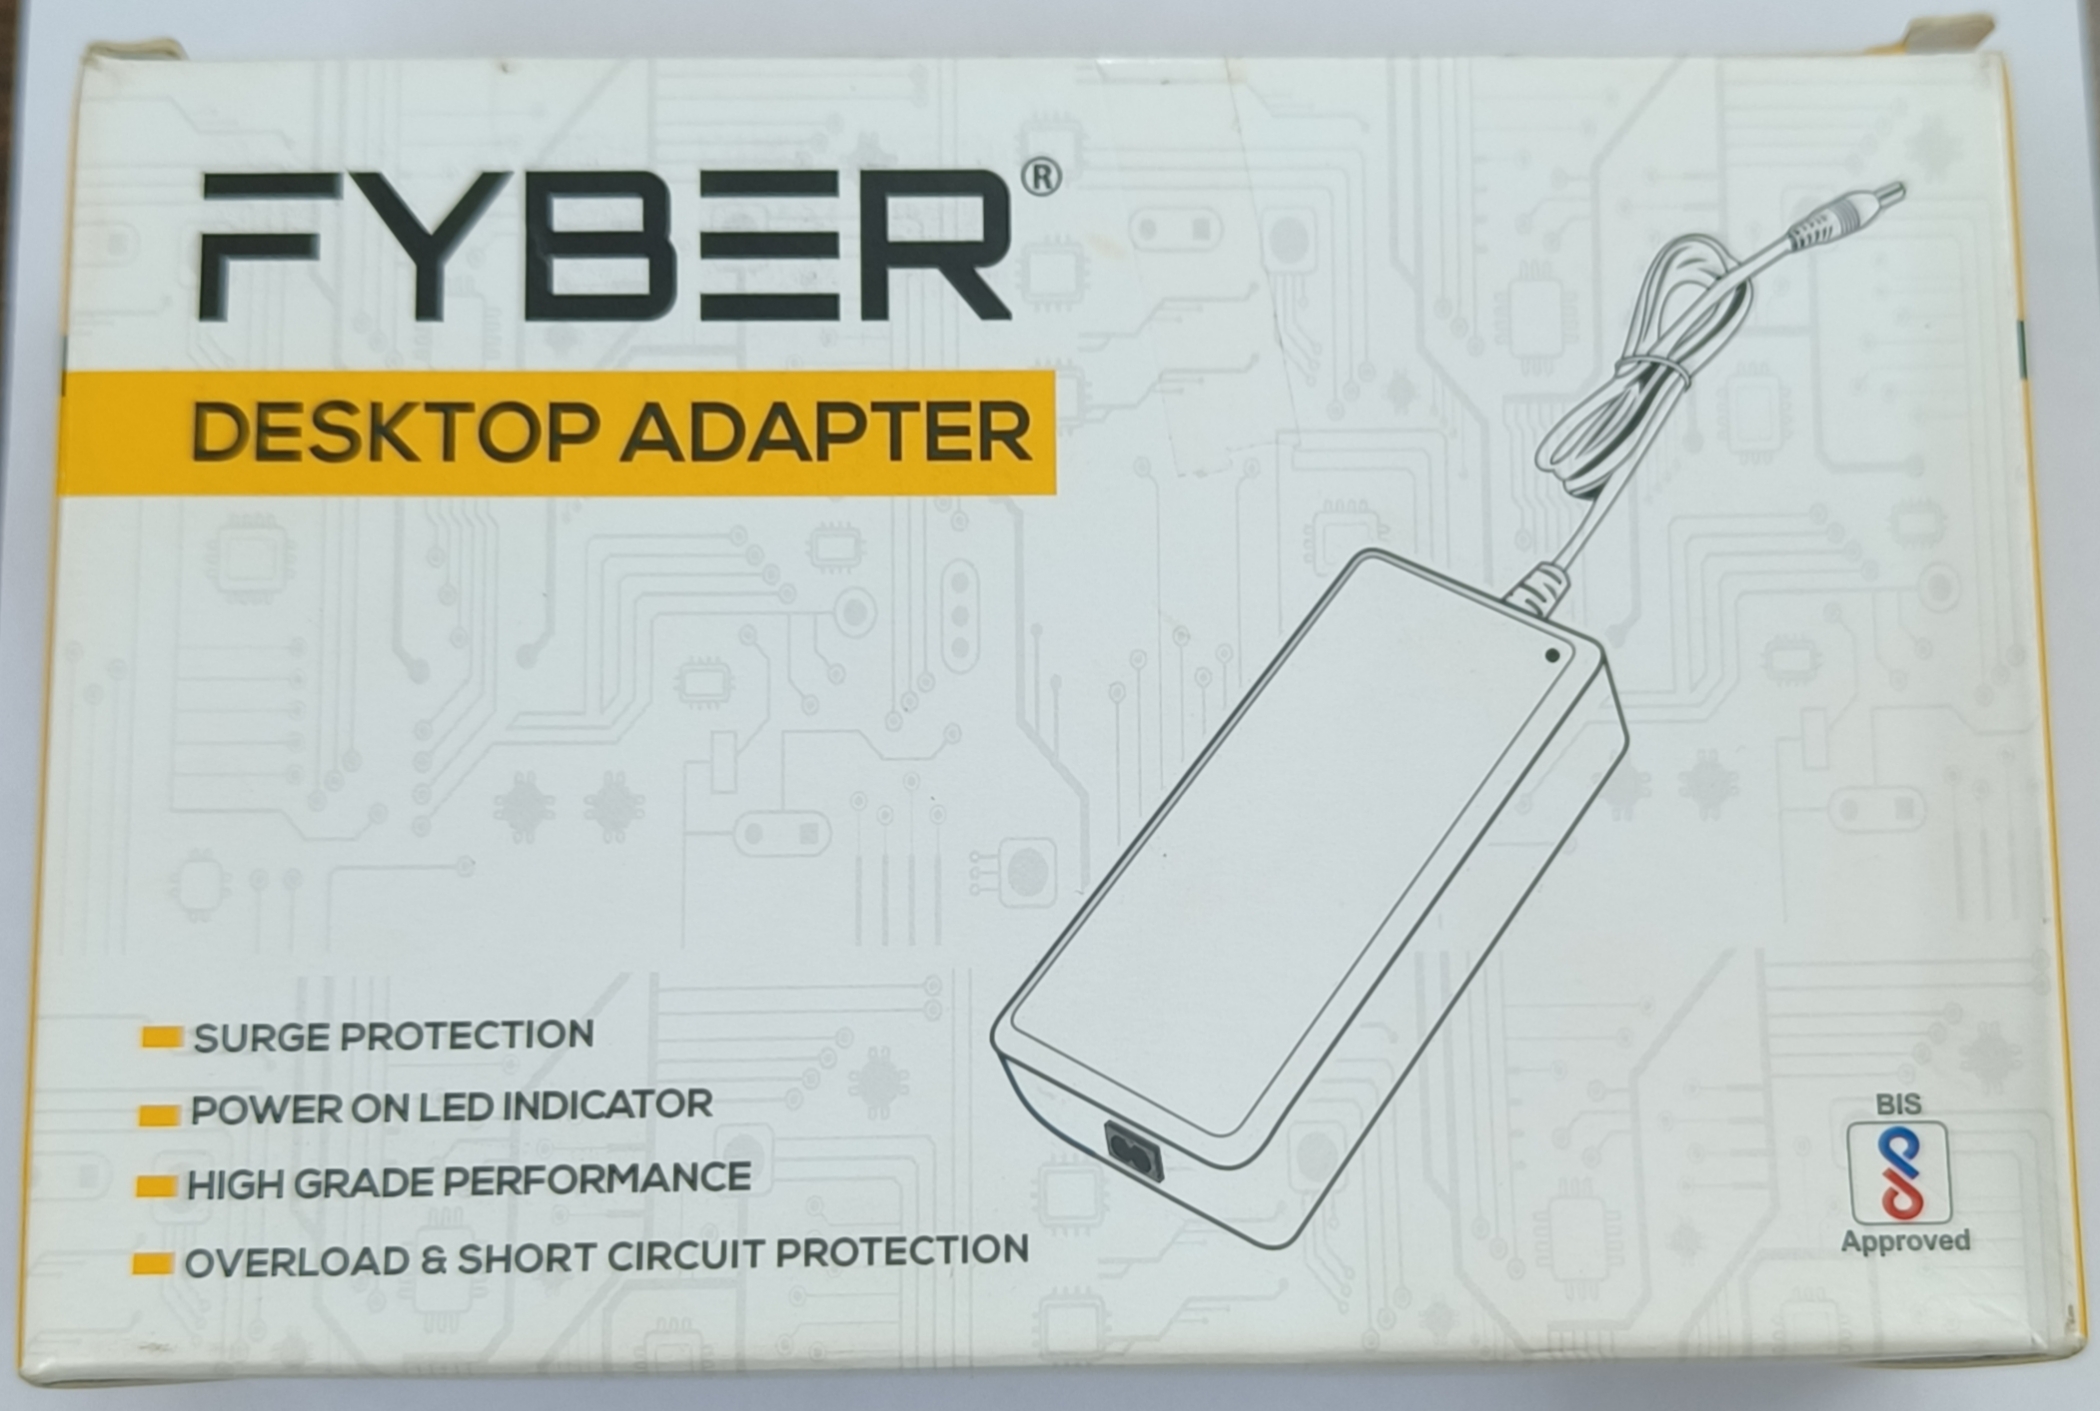 FYBER®
DESKTOP ADAPTER
SURGE PROTECTION
POWER ON LED INDICATOR
HIGH GRADE PERFORMANCE
OVERLOAD & SHORT CIRCUIT PROTECTION
BIS
Approved